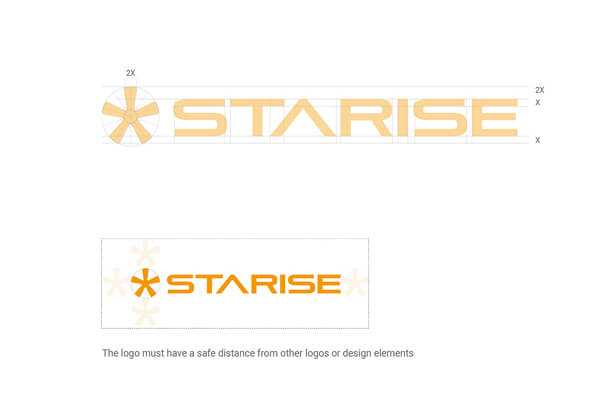 2X
2X
STARISE
X
X
STARISE
The logo must have a safe distance from other logos or design elements